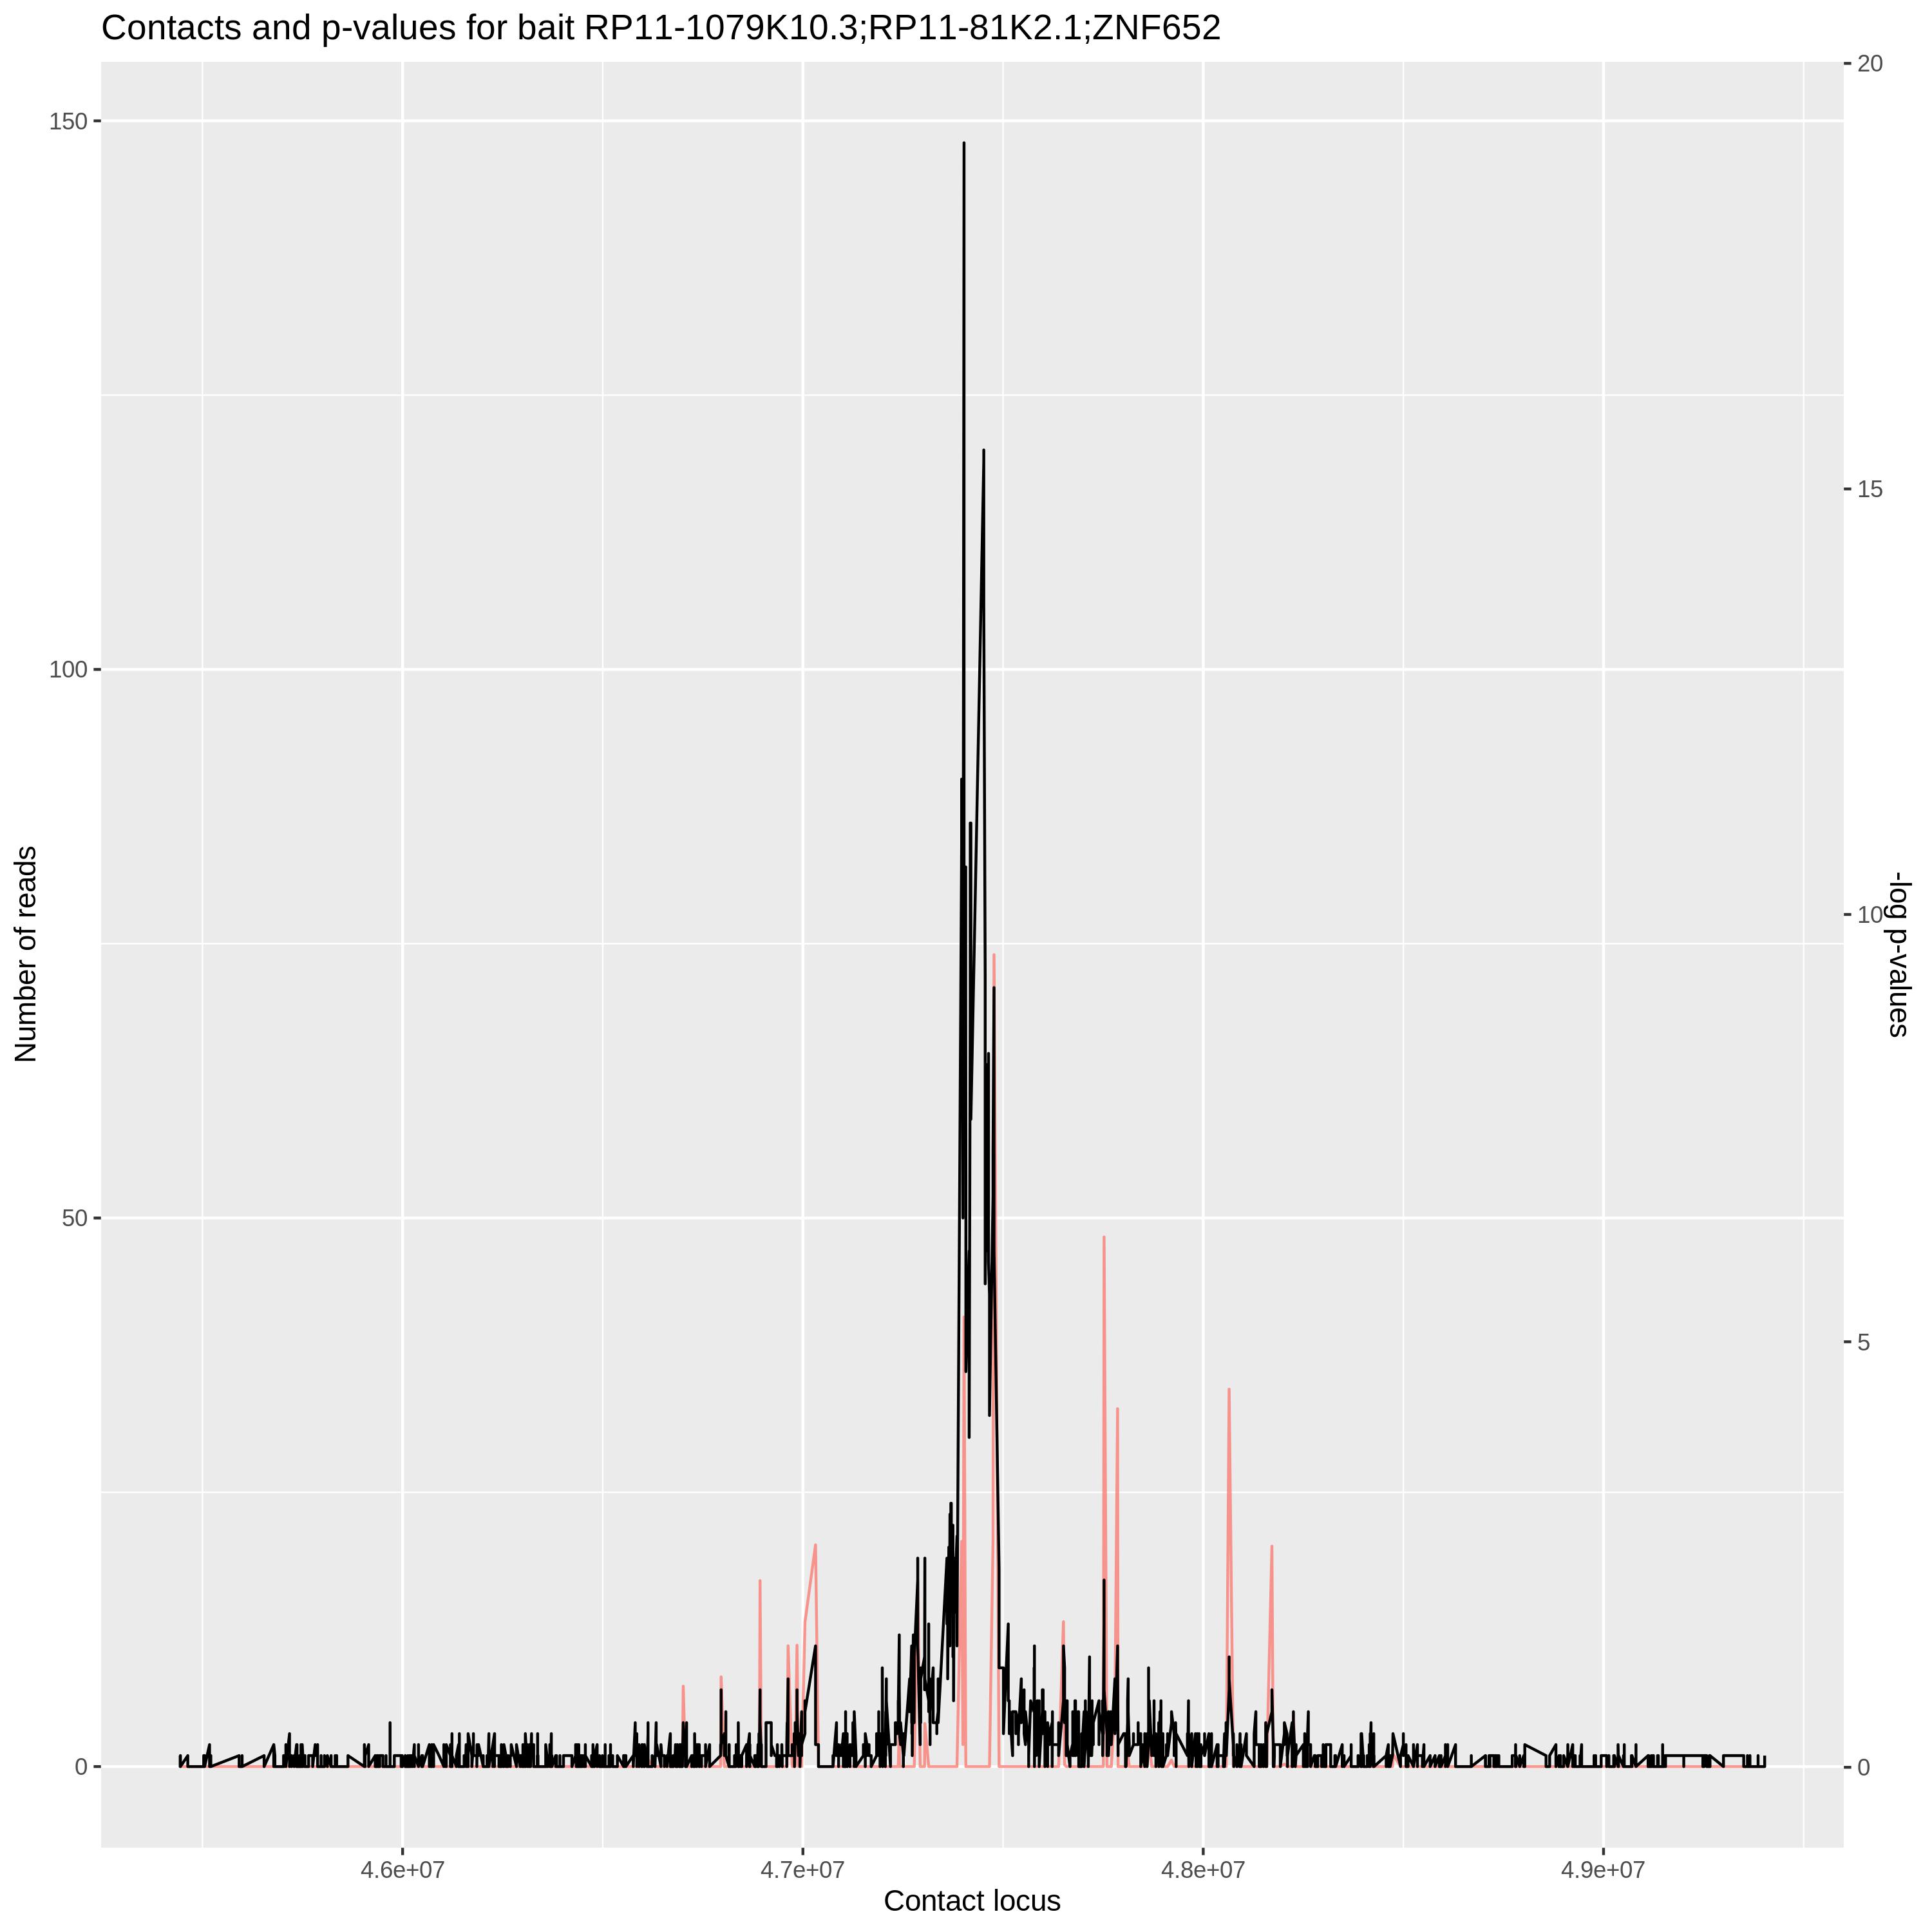 Contacts and p-values for bait RP11-1079K10.3;RP11-81K2.1;ZNF652
150
100
50
0
Number of reads
20
15
10
5
0
-log p-values
4.6e+07
4.7e+07
4.8e+07
4.9e+07
Contact locus